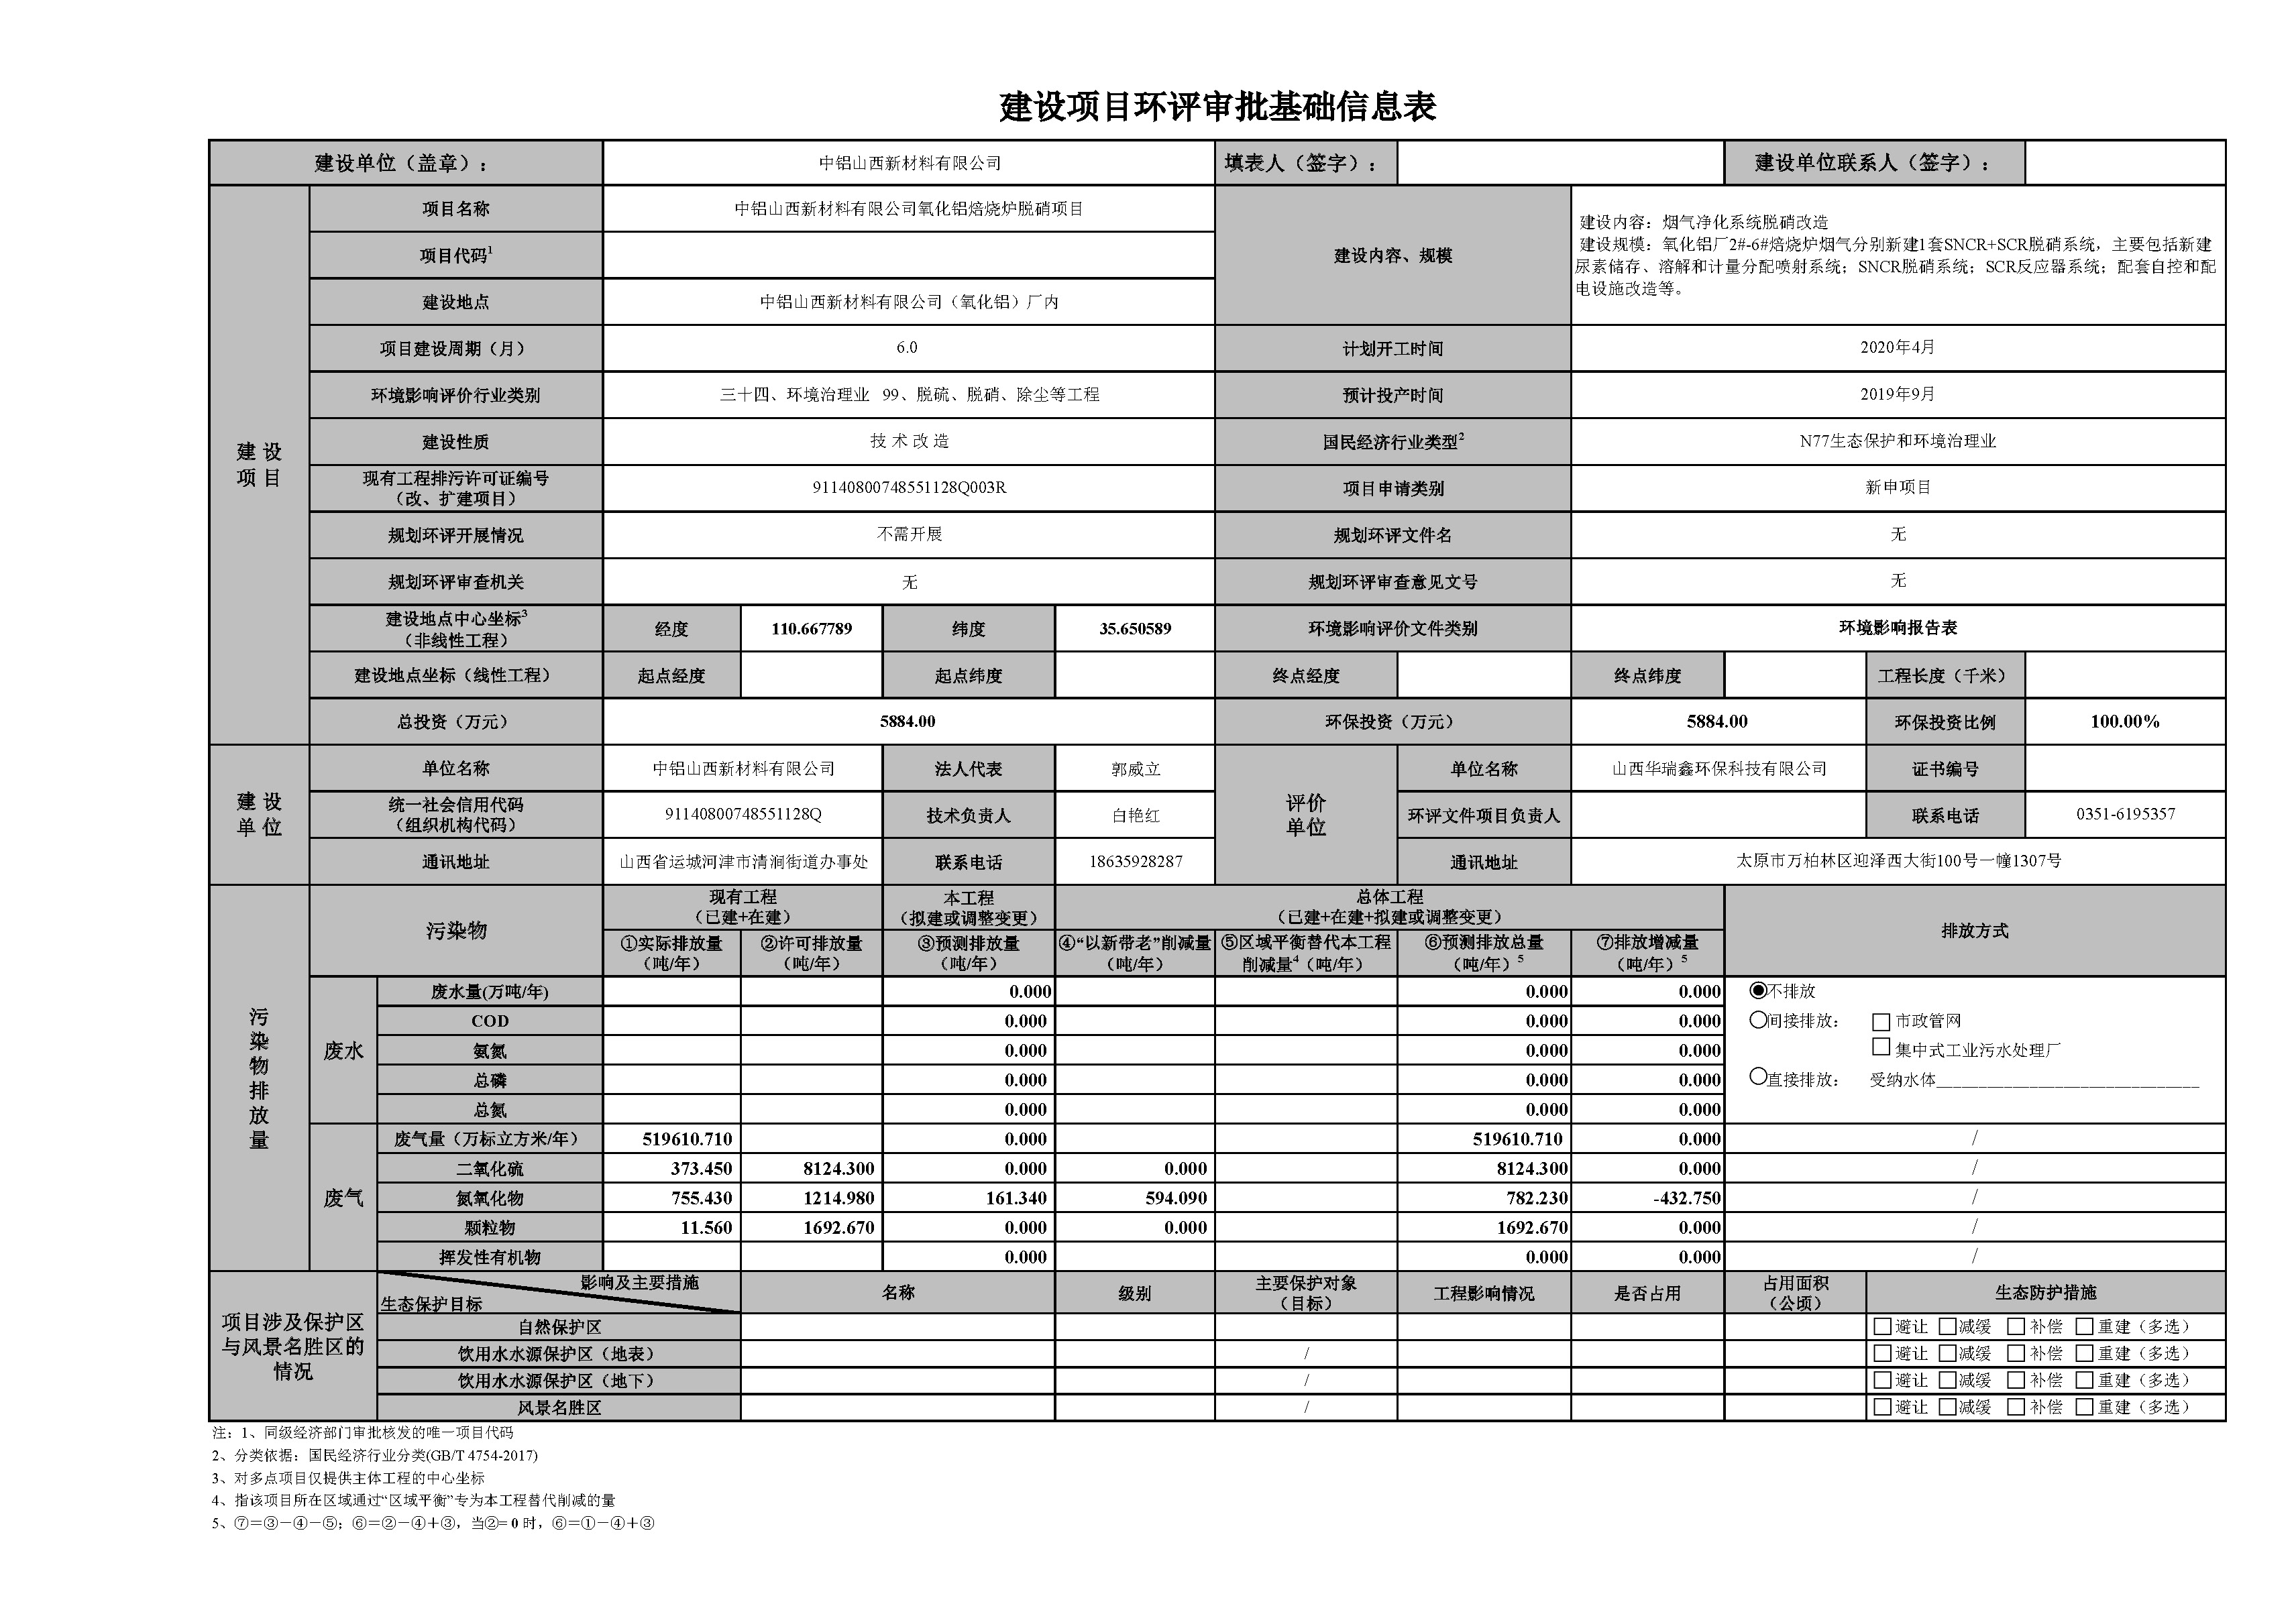 建设项目环评审批基础信息表
建设单位（盖章）： 中铝山西新材料有限公司 填表人（签字）： 建设单位联系人（签字）：
建 设
项 目
项目名称 中铝山西新材料有限公司氧化铝焙烧炉脱硝项目
项目代码1
建设地点 中铝山西新材料有限公司（氧化铝）厂内
建设内容、规模
建设内容：烟气净化系统脱硝改造
建设规模：氧化铝厂2#-6#焙烧炉烟气分别新建1套SNCR+SCR脱硝系统，主要包括新建
尿素储存、溶解和计量分配喷射系统；SNCR脱硝系统；SCR反应器系统；配套自控和配
电设施改造等。
项目建设周期（月） 6.0 计划开工时间 2020年4月
环境影响评价行业类别 三十四、环境治理业 99、脱硫、脱硝、除尘等工程 预计投产时间 2019年9月
建设性质 技 术 改 造 国民经济行业类型2 N77生态保护和环境治理业
现有工程排污许可证编号
（改、扩建项目） 91140800748551128Q003R 项目申请类别 新申项目
规划环评开展情况 不需开展 规划环评文件名 无
规划环评审查机关 无 规划环评审查意见文号 无
建设地点中心坐标3
（非线性工程） 经度 110.667789 纬度 35.650589 环境影响评价文件类别 环境影响报告表
建设地点坐标（线性工程） 起点经度 起点纬度 终点经度 终点纬度 工程长度（千米）
总投资（万元） 5884.00 环保投资（万元） 5884.00 环保投资比例 100.00%
建 设
单 位
单位名称 中铝山西新材料有限公司 法人代表 郭威立
评价
单位
单位名称 山西华瑞鑫环保科技有限公司 证书编号
统一社会信用代码
（组织机构代码） 91140800748551128Q 技术负责人 白艳红 环评文件项目负责人 联系电话 0351-6195357
通讯地址 山西省运城河津市清涧街道办事处 联系电话 18635928287 通讯地址 太原市万柏林区迎泽西大街100号一幢1307号
污
染
物
排
放
量
污染物
现有工程
（已建+在建）
本工程
（拟建或调整变更）
总体工程
（已建+在建+拟建或调整变更）
排放方式
①实际排放量
（吨/年）
②许可排放量
（吨/年）
③预测排放量
（吨/年）
④“以新带老”削减量
（吨/年）
⑤区域平衡替代本工程
削减量4（吨/年）
⑥预测排放总量
（吨/年）5
⑦排放增减量
（吨/年）5
废水
废水量(万吨/年) 0.000 0.000 0.000 不排放
COD 0.000 0.000 0.000 间接排放： 市政管网
氨氮 0.000 0.000 0.000 集中式工业污水处理厂
总磷 0.000 0.000 0.000 直接排放： 受纳水体_______________________________
总氮 0.000 0.000 0.000
废气
废气量（万标立方米/年） 519610.710 0.000 519610.710 0.000 /
二氧化硫 373.450 8124.300 0.000 0.000 8124.300 0.000 /
氮氧化物 755.430 1214.980 161.340 594.090 782.230 -432.750 /
颗粒物 11.560 1692.670 0.000 0.000 1692.670 0.000 /
挥发性有机物 0.000 0.000 0.000 /
项目涉及保护区
与风景名胜区的
情况
影响及主要措施
生态保护目标
名称 级别 主要保护对象
（目标） 工程影响情况 是否占用 占用面积
（公顷） 生态防护措施
自然保护区 避让 减缓 补偿 重建（多选）
饮用水水源保护区（地表） / 避让 减缓 补偿 重建（多选）
饮用水水源保护区（地下） / 避让 减缓 补偿 重建（多选）
风景名胜区 / 避让 减缓 补偿 重建（多选）
注：1、同级经济部门审批核发的唯一项目代码
2、分类依据：国民经济行业分类(GB/T 4754-2017)
3、对多点项目仅提供主体工程的中心坐标
4、指该项目所在区域通过“区域平衡”专为本工程替代削减的量
5、⑦＝③－④－⑤；⑥＝②－④＋③，当②= 0 时，⑥＝①－④＋③